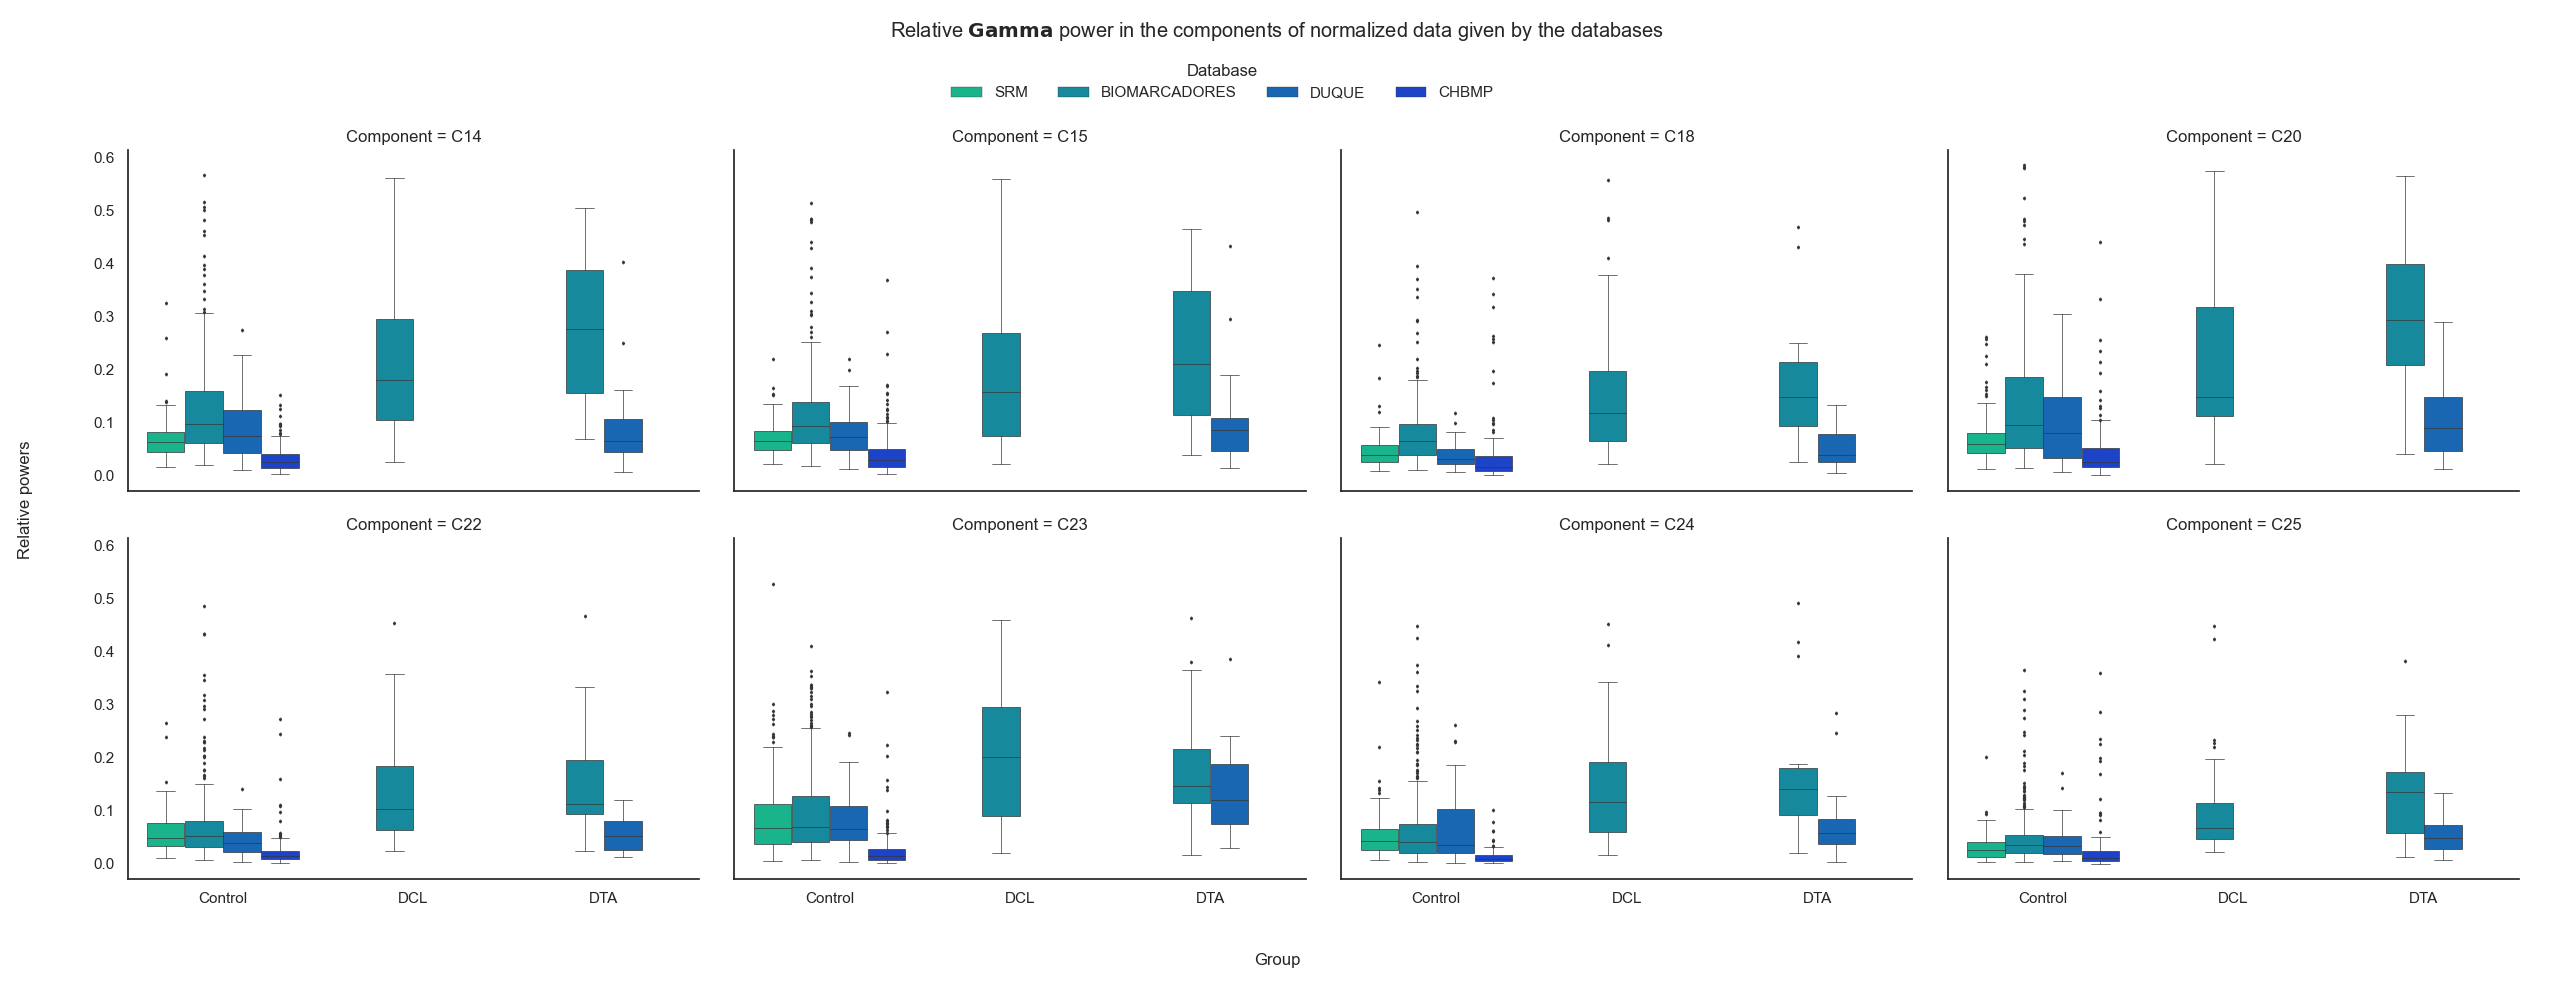 Relative Gamma power in the components of normalized data given by the databases
Database
SRM BIOMARCADORES DUQUE CHBMP
Component = C14 Component = C15 Component = C18 Component = C20
0.6
0.5
0.4
0.3
0.2
0.1
0.0
Relative powers
Component = C22 Component = C23 Component = C24 Component = C25
0.6
0.5
0.4
0.3
0.2
0.1
0.0
Control DCL DTA Control DCL DTA Control DCL DTA Control DCL DTA
Group